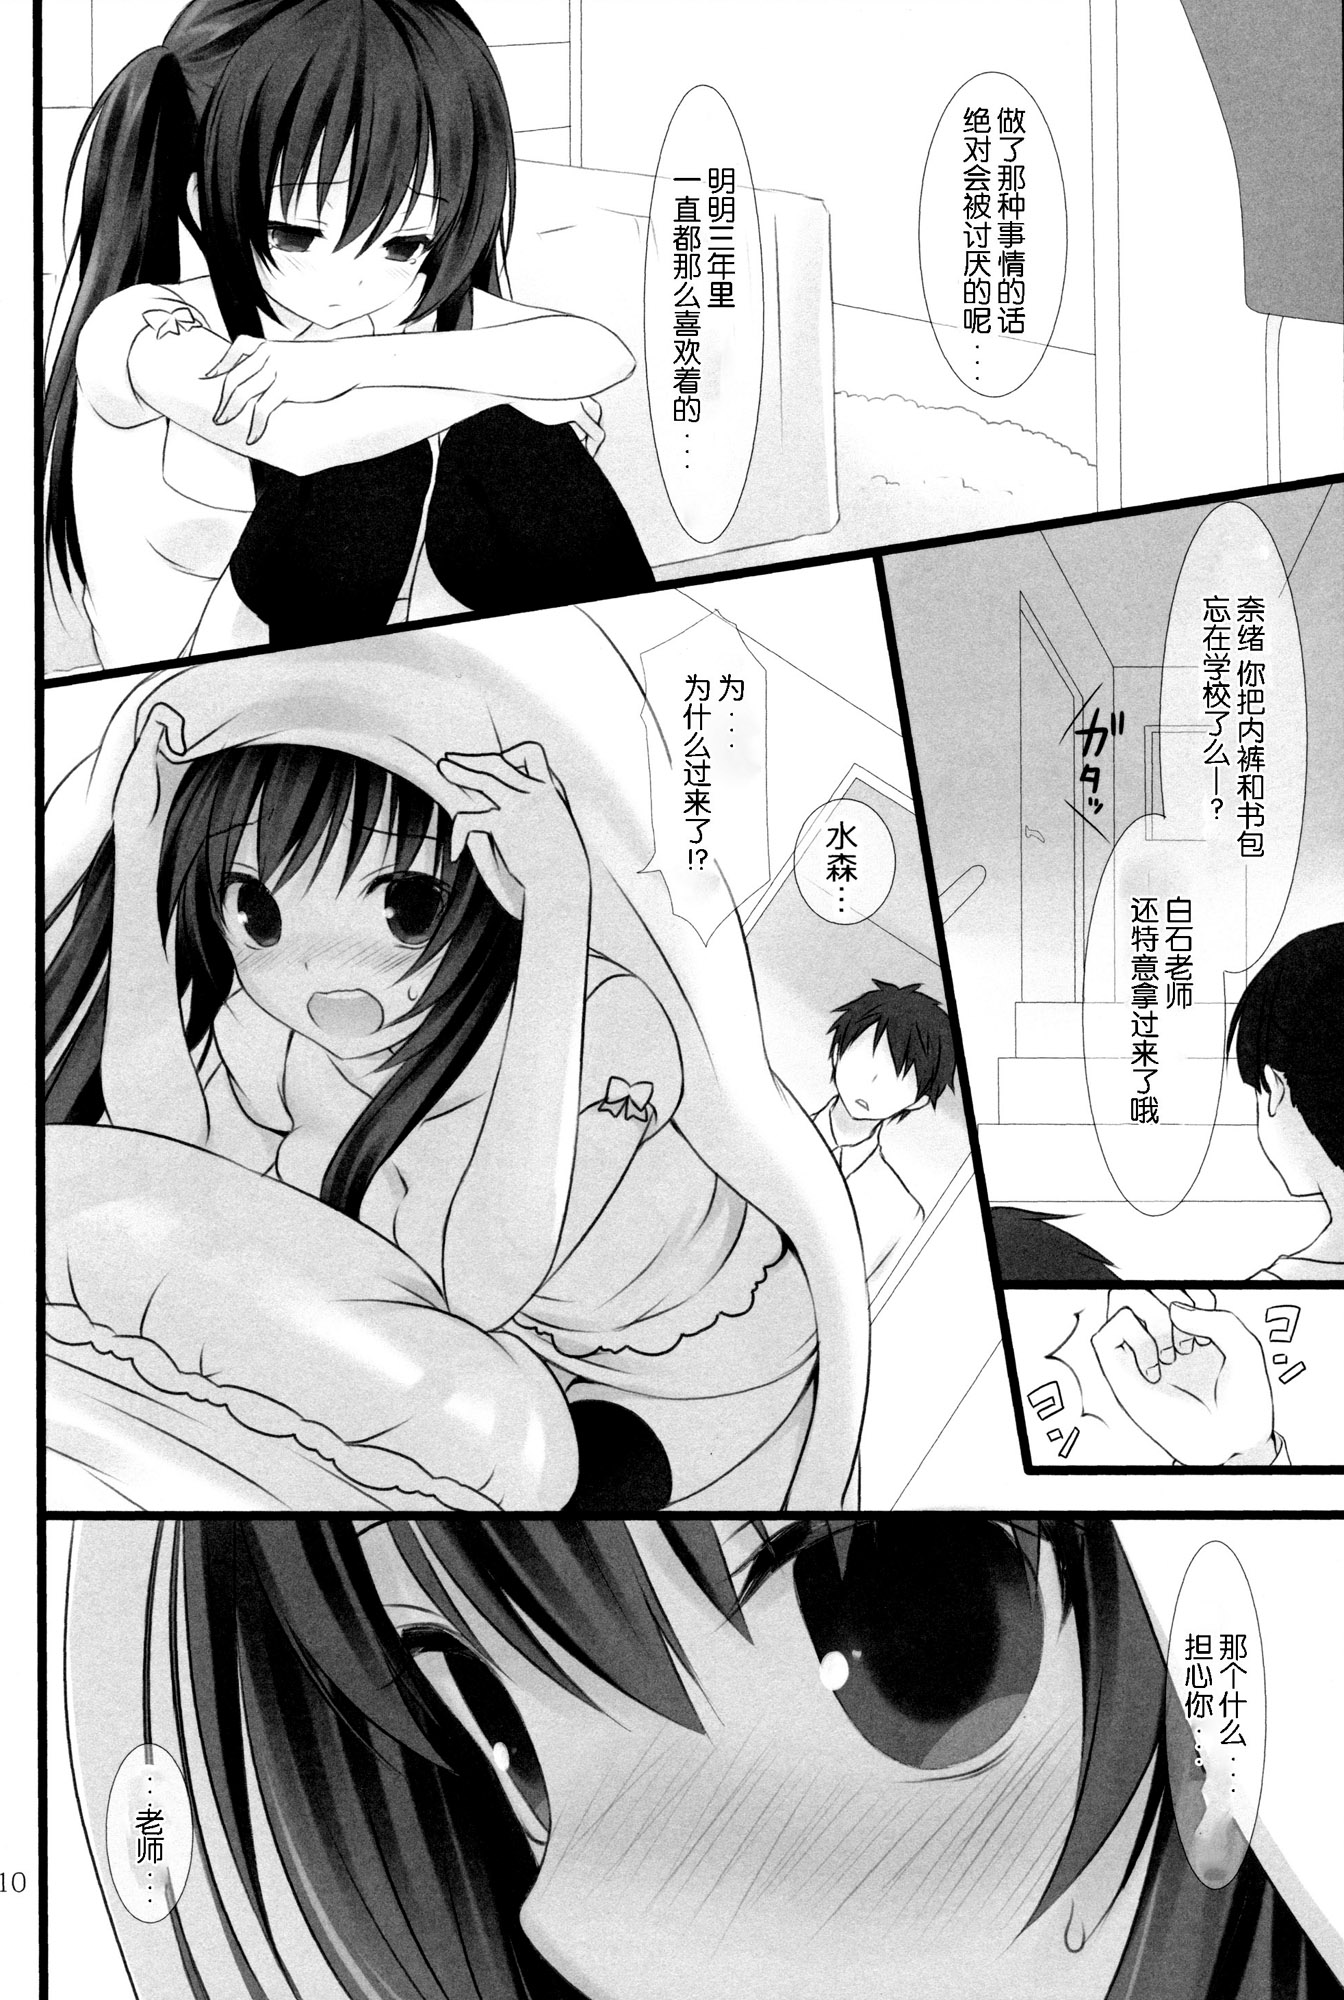 做了那种事情的话
绝对会被讨厌的呢...
明明三年里
一直都那么喜欢着的...
奈绪 你把内裤和书包
忘在学校了么—?
ガタッ
白石老师
还特意拿过来了哦
コン
コン
水森...
为...
为什么过来了!?
那个什么...
担心你...
...老师...
10